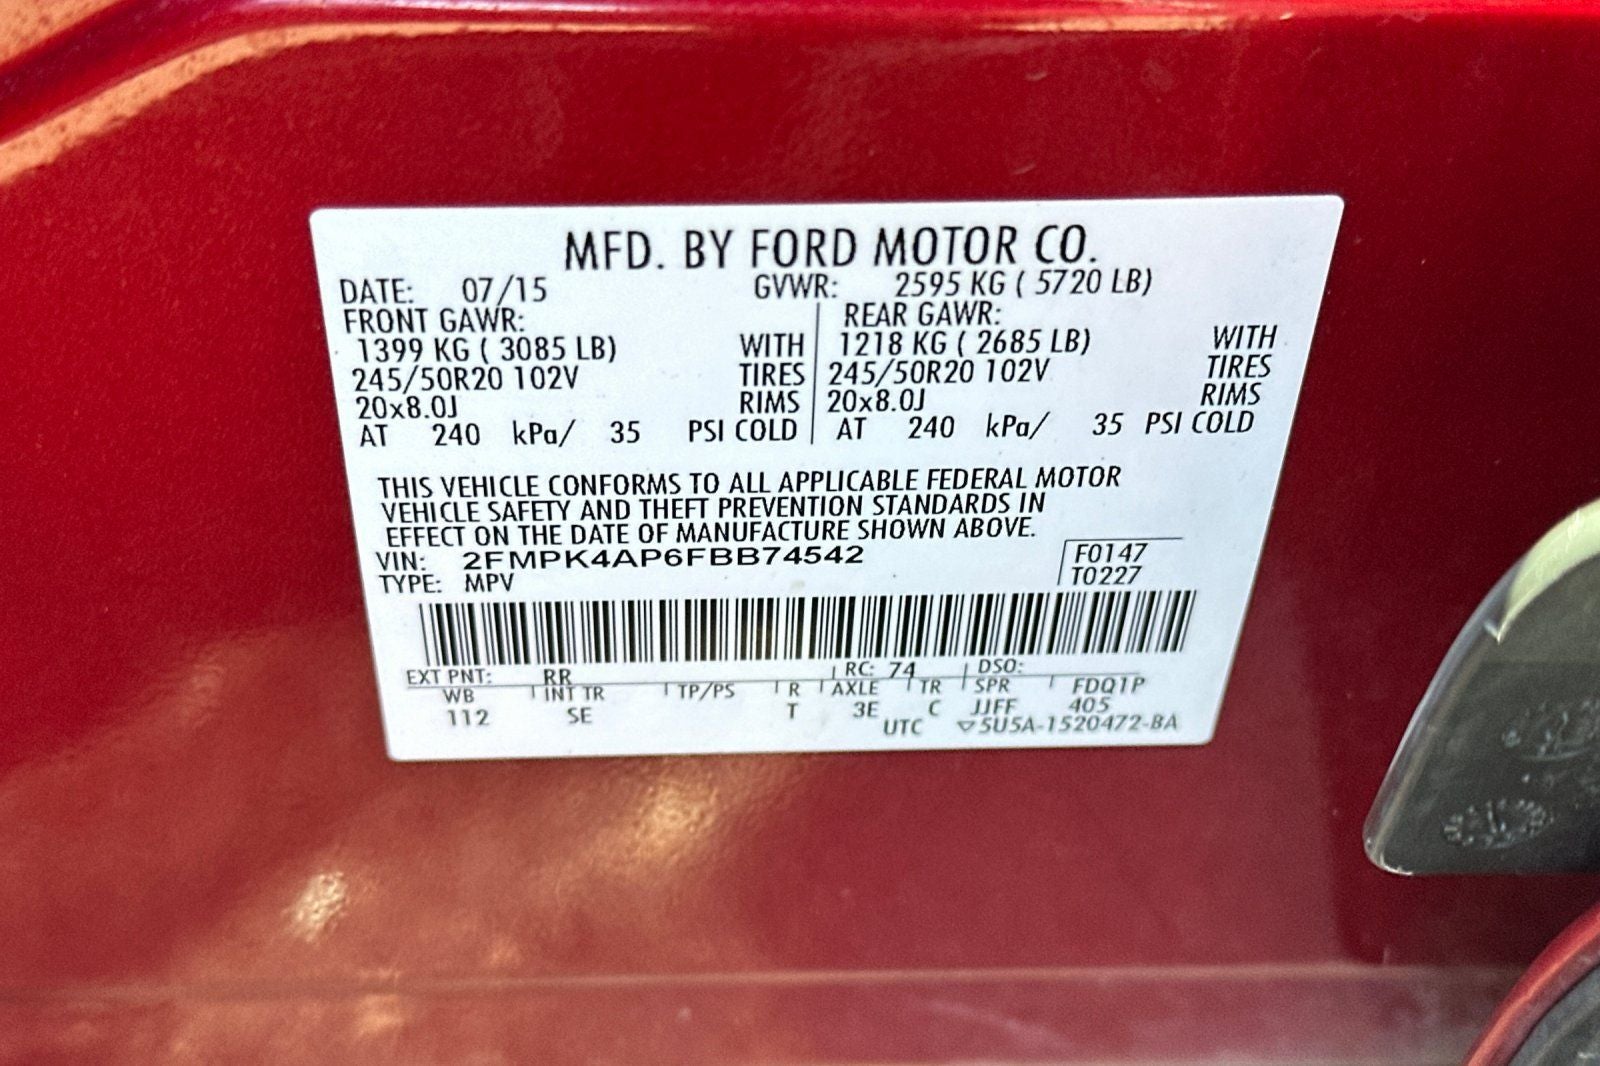 MFD. BY FORD MOTOR CO.
DATE: 07/15 GVWR: 2595 KG ( 5720 LB)
FRONT GAWR: REAR GAWR:
1399 KG ( 3085 LB) WITH 1218 KG ( 2685 LB) WITH
245/50R20 102V TIRES 245/50R20 102V TIRES
20x8.0J RIMS 20x8.0J RIMS
AT 240 kPa/ 35 PSI COLD AT 240 kPa/ 35 PSI COLD
THIS VEHICLE CONFORMS TO ALL APPLICABLE FEDERAL MOTOR
VEHICLE SAFETY AND THEFT PREVENTION STANDARDS IN
EFFECT ON THE DATE OF MANUFACTURE SHOWN ABOVE.
VIN: 2FMPK4AP6FBB74542 F0147
TYPE: MPV T0227
EXT PNT: RR RC: 74 DSO:
WB INT TR TP/PS R AXLE TR SPR FDQ1P
112 SE T 3E C JJFF 405
UTC ▽5U5A-1520472-BA